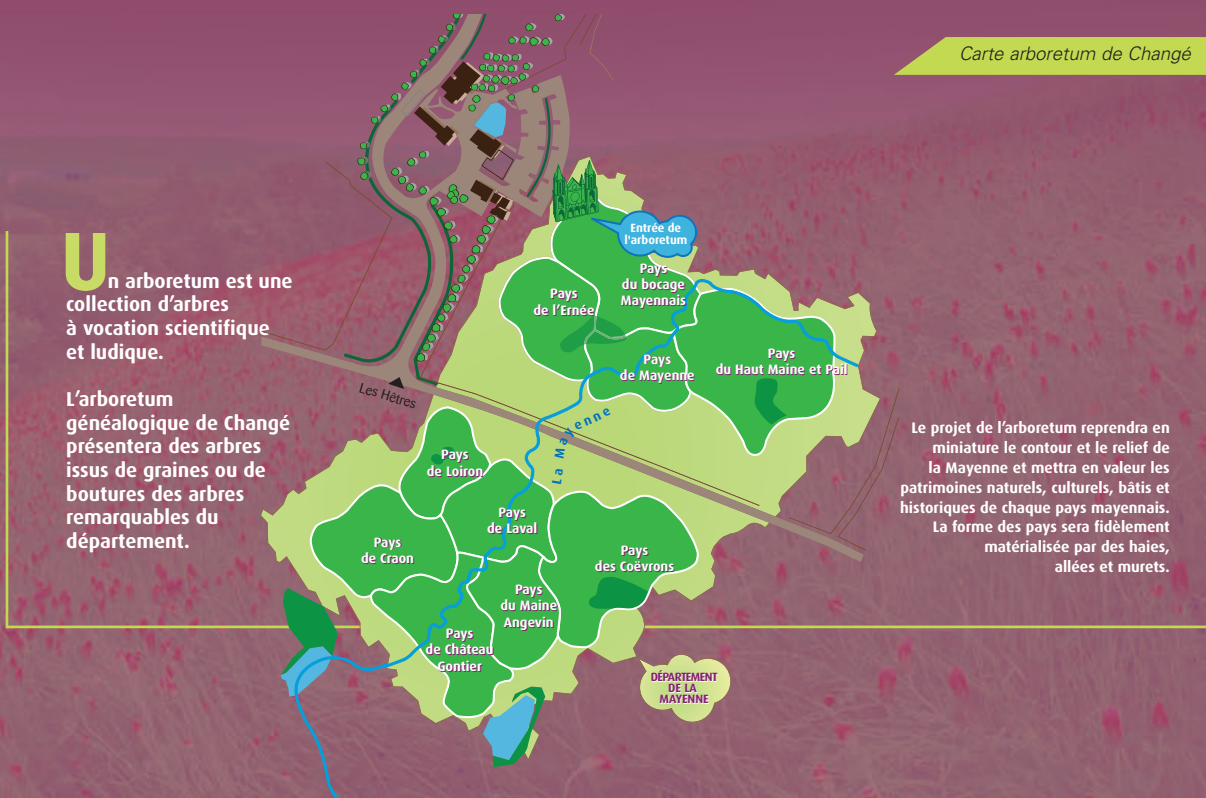 Carte arboretum de Changé
Un arboretum est une
collection d'arbres
à vocation scientifique
et ludique.
L'arboretum
généalogique de Changé
présentera des arbres
issus de graines ou de
boutures des arbres
remarquables du
département.
Entrée de
l'arboretum
Pays
du bocage
Mayennais
Pays
de l'Ernée
Pays
de Mayenne
Pays
du Haut Maine et Pail
Les Hêtres
La Mayenne
Pays
de Loiron
Pays
de Laval
Pays
de Craon
Pays
des Coëvrons
Pays
du Maine
Angevin
Pays
de Château
Gontier
DÉPARTEMENT
DE LA
MAYENNE
Le projet de l'arboretum reprendra en
miniature le contour et le relief de
la Mayenne et mettra en valeur les
patrimoines naturels, culturels, bâtis et
historiques de chaque pays mayennais.
La forme des pays sera fidèlement
matérialisée par des haies,
allées et murets.